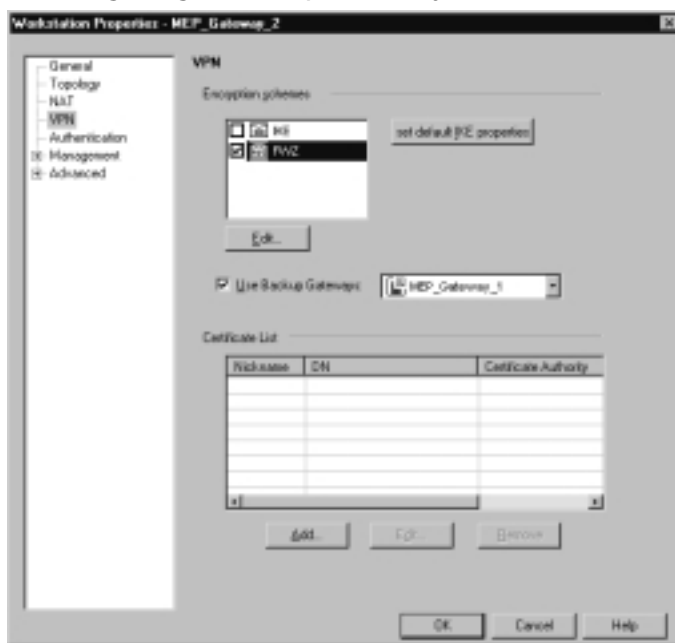 Workstation Properties - MEP_Gateway_2
General
Topology
NAT
VPN
Authentication
Management
Advanced
VPN
Encryption schemes
IKE
FWZ
set default IKE properties
Edit...
Use Backup Gateways:
MEP_Gateway_1
Certificate List
Nickname DN Certificate Authority
Add... Edit... Remove
OK Cancel Help